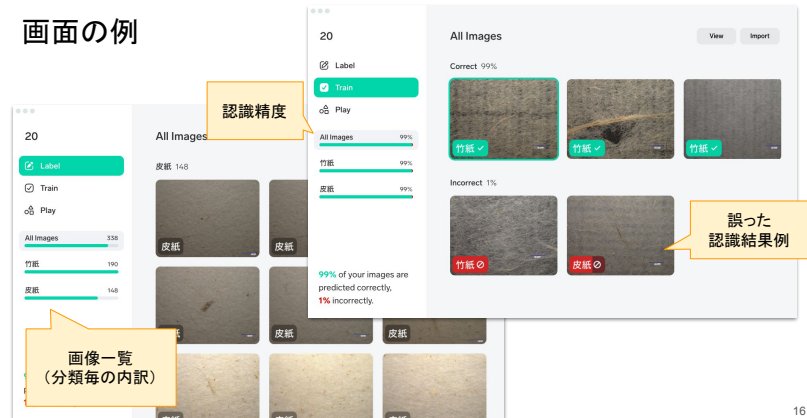 画面の例
20
Label
Train
Play
All Images 99%
竹紙 99%
皮紙 99%
99% of your images are
predicted correctly,
1% incorrectly.
All Images
View
Import
Correct 99%
竹紙
竹紙
竹紙
Incorrect 1%
竹紙
皮紙
認識精度
誤った
認識結果例
20
Label
Train
Play
All Images 338
竹紙 190
皮紙 148
All Images
皮紙 148
皮紙
皮紙
皮紙
画像一覧
（分類毎の内訳）
16